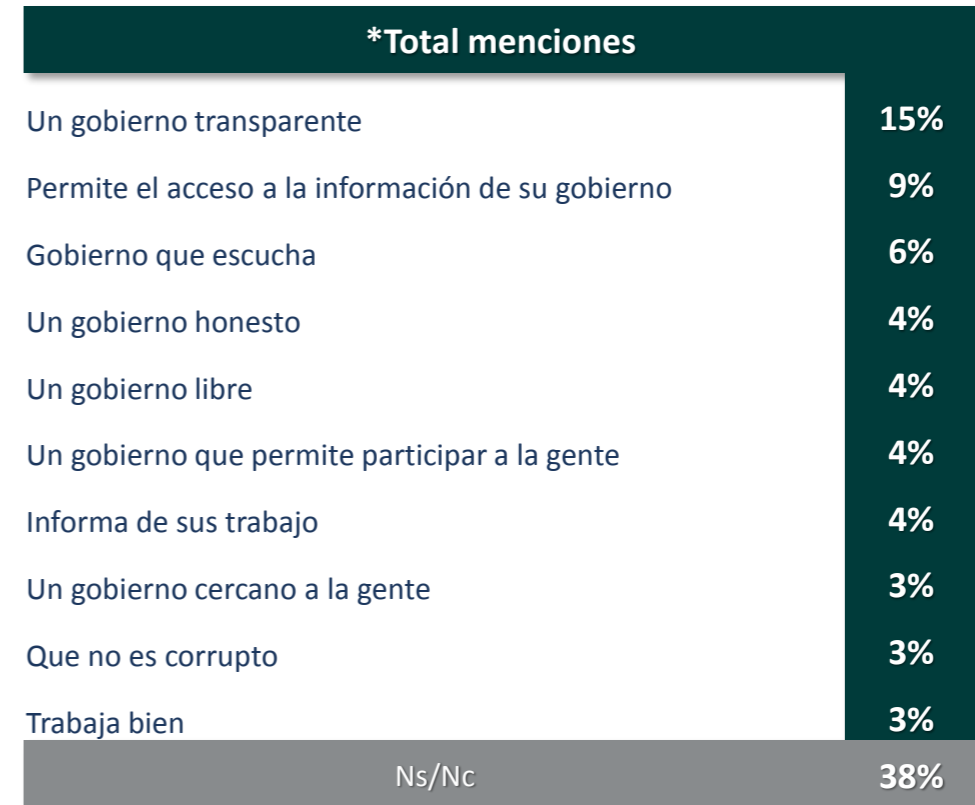 *Total menciones
Un gobierno transparente 15%
Permite el acceso a la información de su gobierno 9%
Gobierno que escucha 6%
Un gobierno honesto 4%
Un gobierno libre 4%
Un gobierno que permite participar a la gente 4%
Informa de sus trabajo 4%
Un gobierno cercano a la gente 3%
Que no es corrupto 3%
Trabaja bien 3%
Ns/Nc 38%